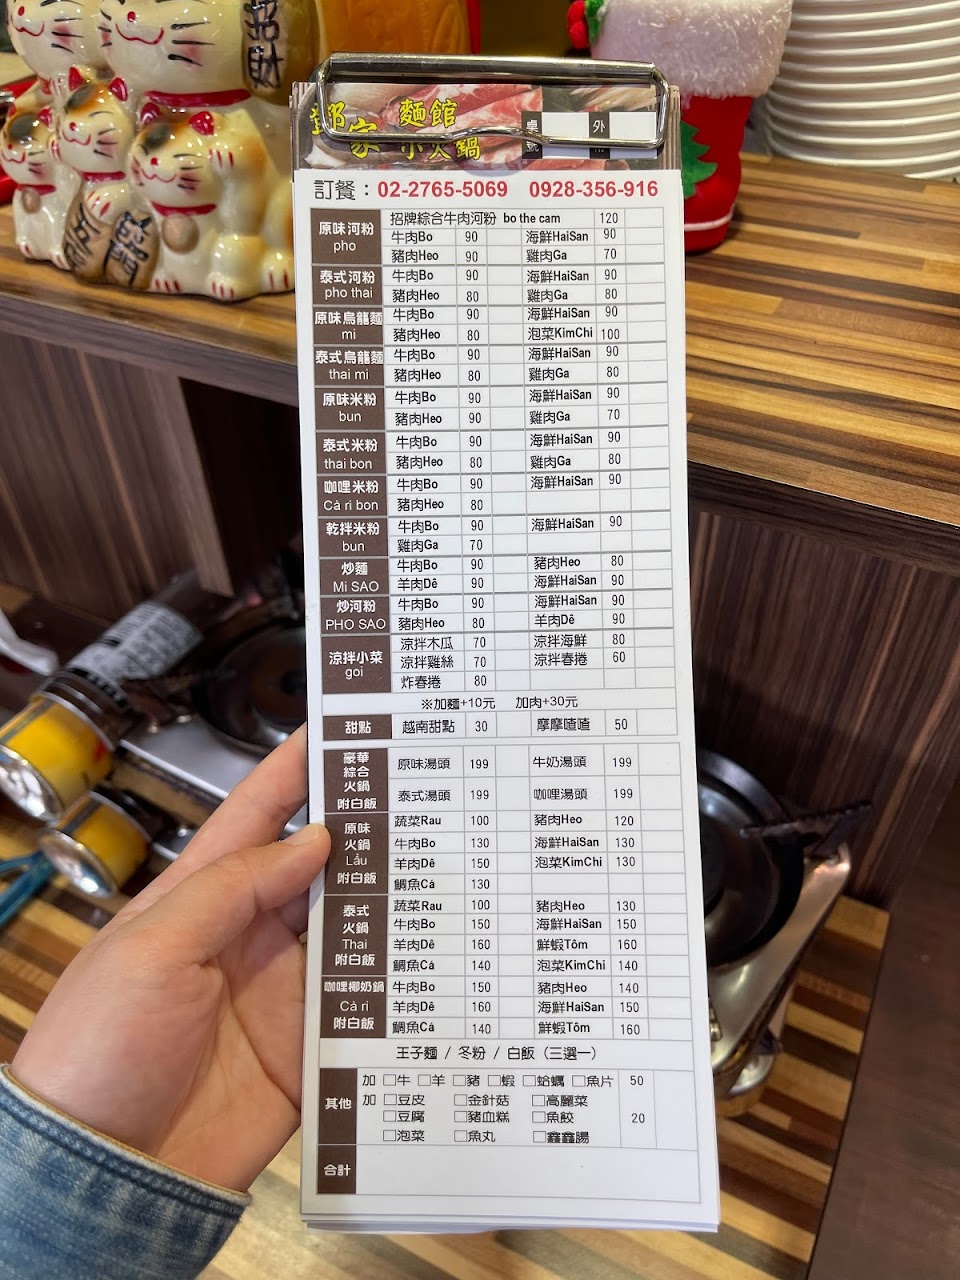 招財
鄧家 麵館
小火鍋
桌號 外
訂餐：02-2765-5069 0928-356-916
原味河粉 pho
招牌綜合牛肉河粉 bo the cam 120
牛肉Bo 90 海鮮HaiSan 90
豬肉Heo 90 雞肉Ga 70
泰式河粉 pho thai
牛肉Bo 90 海鮮HaiSan 90
豬肉Heo 80 雞肉Ga 80
原味烏龍麵 mi
牛肉Bo 90 海鮮HaiSan 90
豬肉Heo 80 泡菜KimChi 100
泰式烏龍麵 thai mi
牛肉Bo 90 海鮮HaiSan 90
豬肉Heo 80 雞肉Ga 80
原味米粉 bun
牛肉Bo 90 海鮮HaiSan 90
豬肉Heo 90 雞肉Ga 70
泰式米粉 thai bon
牛肉Bo 90 海鮮HaiSan 90
豬肉Heo 80 雞肉Ga 80
咖哩米粉 Cà rì bon
牛肉Bo 90 海鮮HaiSan 90
豬肉Heo 80
乾拌米粉 bun
牛肉Bo 90 海鮮HaiSan 90
雞肉Ga 70
炒麵 Mi SAO
牛肉Bo 90 豬肉Heo 80
羊肉Dê 90 海鮮HaiSan 90
炒河粉 PHO SAO
牛肉Bo 90 海鮮HaiSan 90
豬肉Heo 80 羊肉Dê 90
涼拌小菜 goi
涼拌木瓜 70 涼拌海鮮 80
涼拌雞絲 70 涼拌春捲 60
炸春捲 80
※加麵+10元 加肉+30元
甜點 越南甜點 30 摩摩喳喳 50
豪華綜合火鍋 附白飯
原味湯頭 199 牛奶湯頭 199
泰式湯頭 199 咖哩湯頭 199
原味火鍋 Lẩu 附白飯
蔬菜Rau 100 豬肉Heo 120
牛肉Bo 130 海鮮HaiSan 130
羊肉Dê 150 泡菜KimChi 130
鯛魚Cá 130
泰式火鍋 Thai 附白飯
蔬菜Rau 100 豬肉Heo 130
牛肉Bo 150 海鮮HaiSan 150
羊肉Dê 160 鮮蝦Tôm 160
鯛魚Cá 140 泡菜KimChi 140
咖哩椰奶鍋 Cà rí 附白飯
牛肉Bo 150 豬肉Heo 140
羊肉Dê 160 海鮮HaiSan 150
鯛魚Cá 140 鮮蝦Tôm 160
王子麵 / 冬粉 / 白飯（三選一）
其他
加 □牛 □羊 □豬 □蝦 □蛤蠣 □魚片 50
加 □豆皮 □金針菇 □高麗菜
□豆腐 □豬血糕 □魚餃 20
□泡菜 □魚丸 □鑫鑫腸
合計